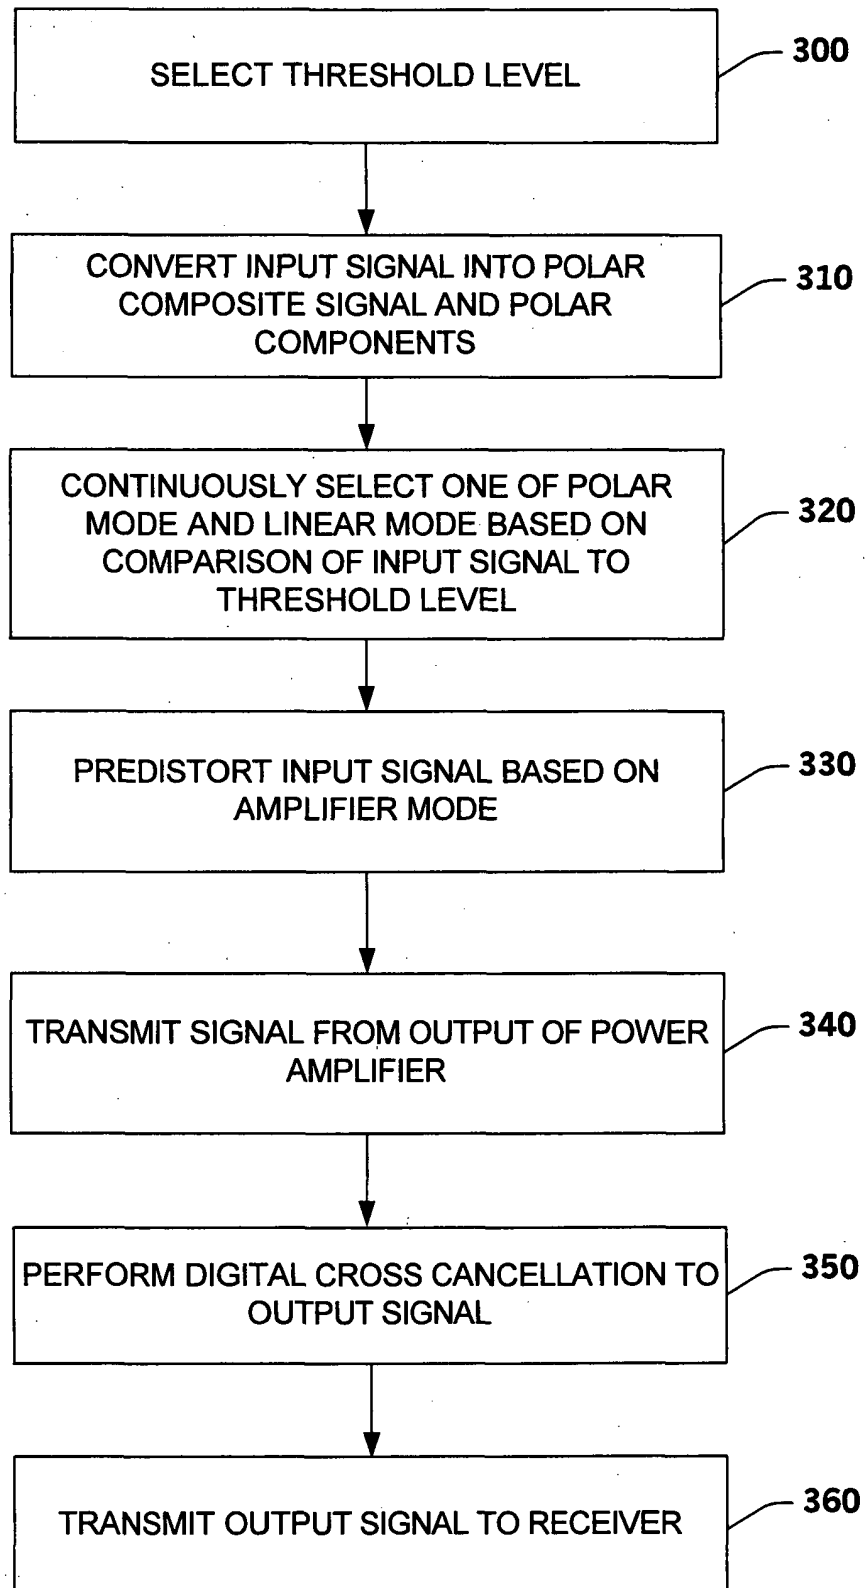 SELECT THRESHOLD LEVEL
300
CONVERT INPUT SIGNAL INTO POLAR
COMPOSITE SIGNAL AND POLAR
COMPONENTS
310
CONTINUOUSLY SELECT ONE OF POLAR
MODE AND LINEAR MODE BASED ON
COMPARISON OF INPUT SIGNAL TO
THRESHOLD LEVEL
320
PREDISTORT INPUT SIGNAL BASED ON
AMPLIFIER MODE
330
TRANSMIT SIGNAL FROM OUTPUT OF POWER
AMPLIFIER
340
PERFORM DIGITAL CROSS CANCELLATION TO
OUTPUT SIGNAL
350
TRANSMIT OUTPUT SIGNAL TO RECEIVER
360